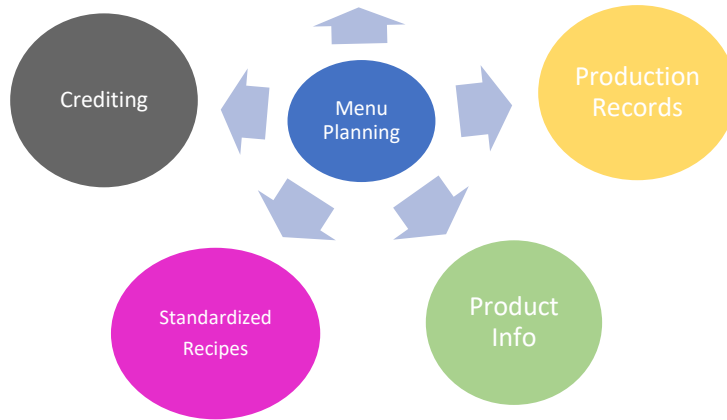 Crediting
Menu
Planning
Production
Records
Standardized
Recipes
Product
Info